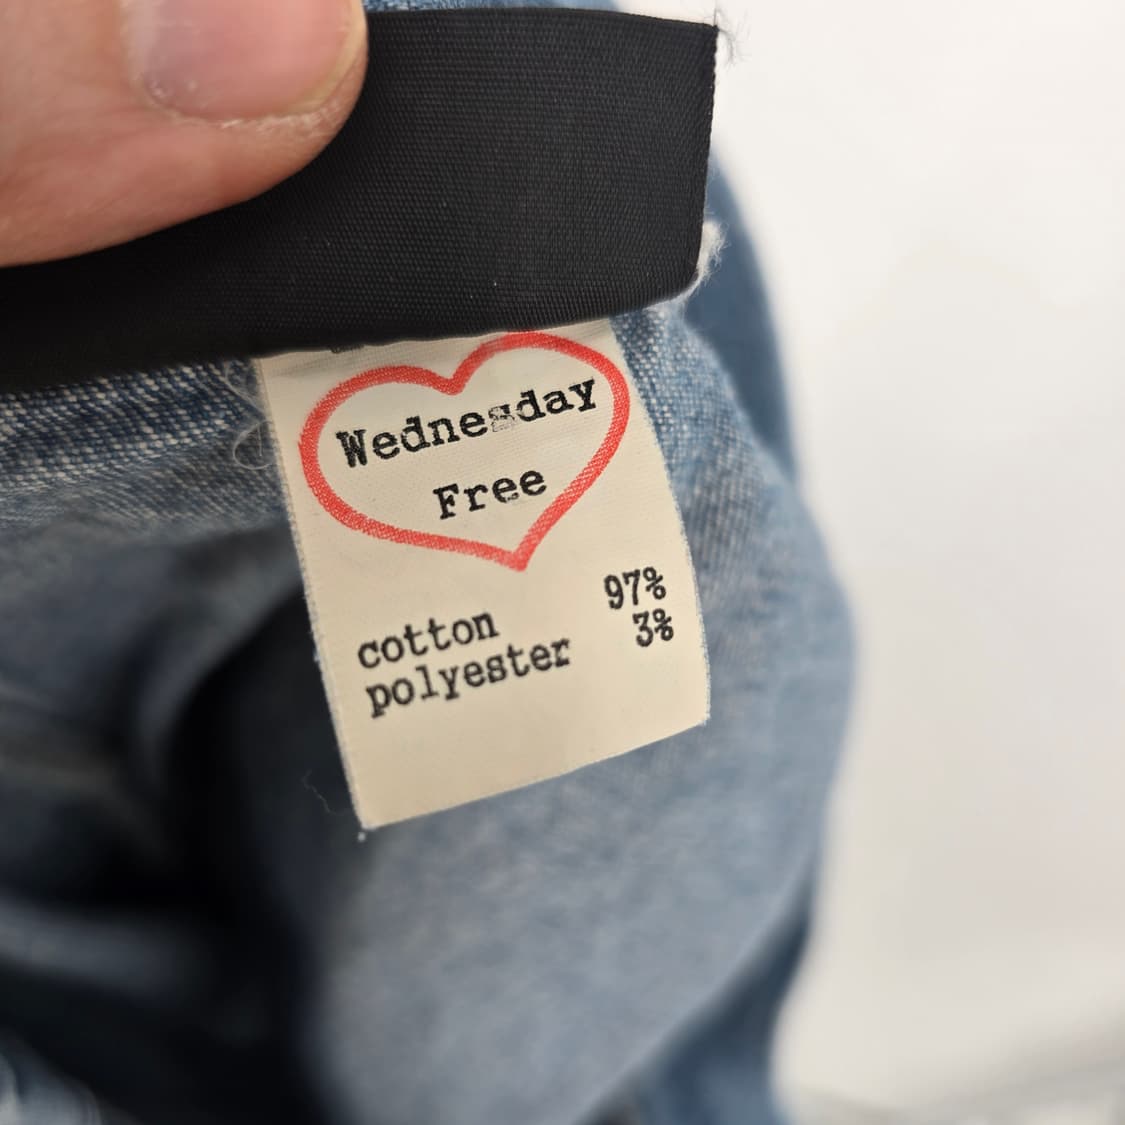 Wednesday
Free
cotton 97%
polyester 3%